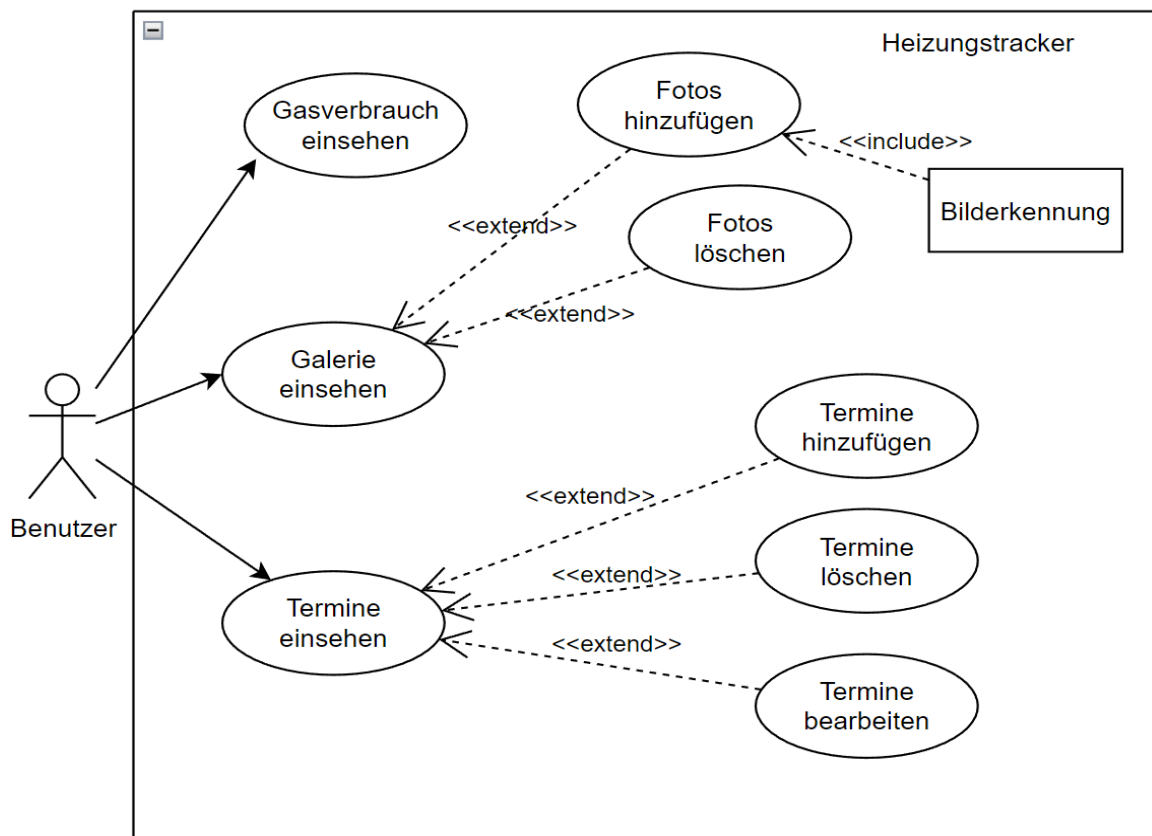 Heizungstracker
Gasverbrauch
einsehen
Fotos
hinzufügen
<<include>>
Bilderkennung
<<extend>>
Fotos
löschen
<<extend>>
Galerie
einsehen
Benutzer
Termine
hinzufügen
<<extend>>
Termine
löschen
<<extend>>
Termine
einsehen
<<extend>>
Termine
bearbeiten